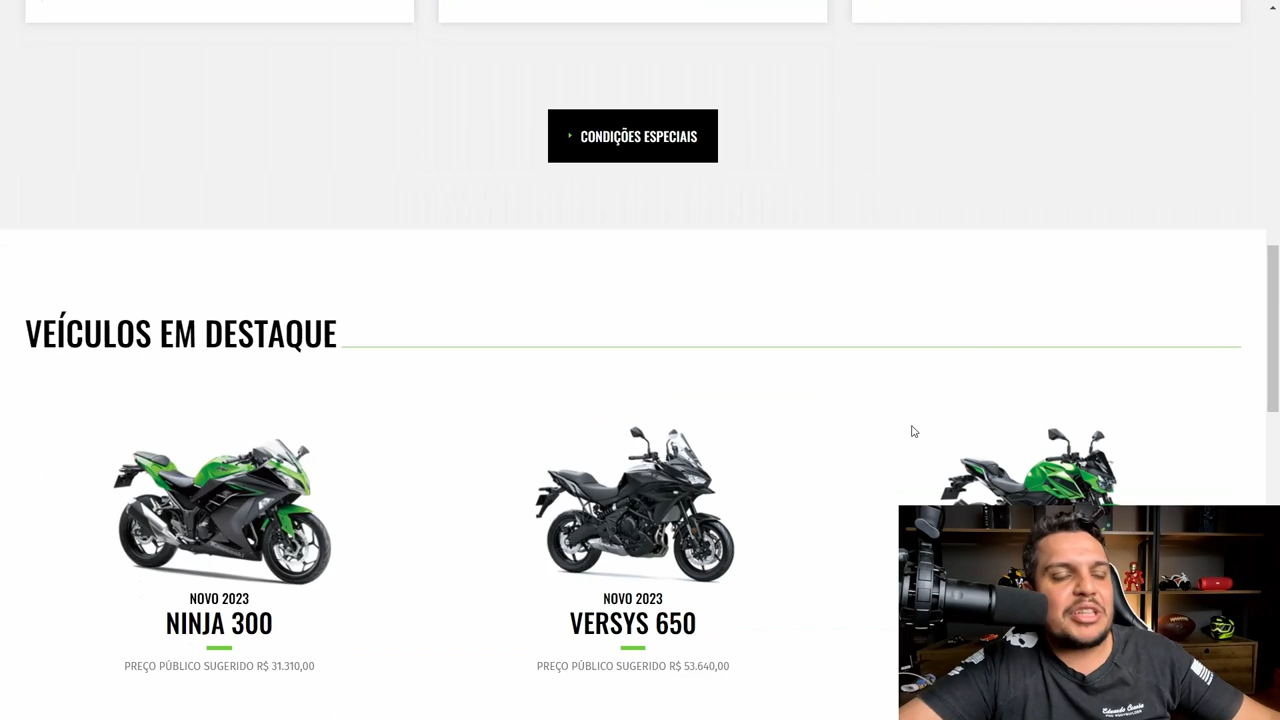 CONDIÇÕES ESPECIAIS
VEÍCULOS EM DESTAQUE
NOVO 2023
NINJA 300
PREÇO PÚBLICO SUGERIDO R$ 31.310,00
NOVO 2023
VERSYS 650
PREÇO PÚBLICO SUGERIDO R$ 53.640,00